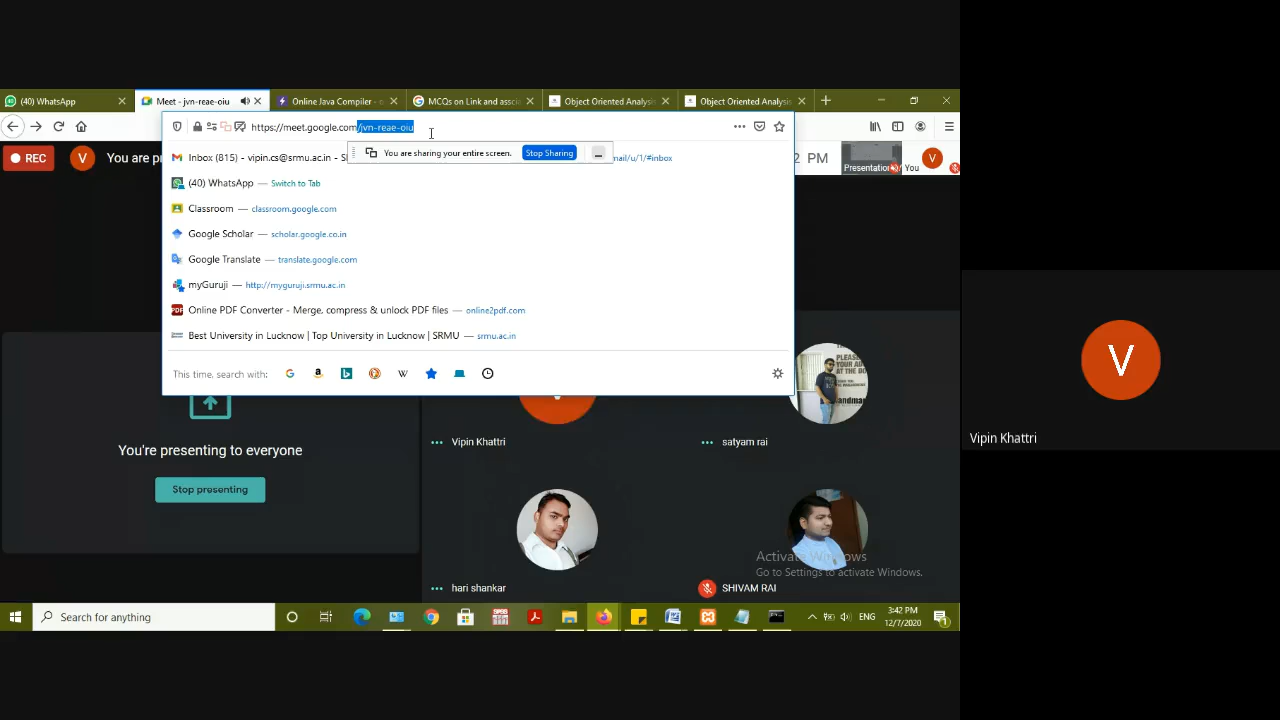 (40) WhatsApp
Meet - jvn-reae-oiu
Online Java Compiler - o
MCQs on Link and associ
Object Oriented Analysis
Object Oriented Analysis
https://meet.google.com/jvn-reae-oiu
You are sharing your entire screen. Stop Sharing
REC
V
You are p
Inbox (815) - vipin.cs@srmu.ac.in - S
mail/u/1/#inbox
2 PM
Presentation
You
V
(40) WhatsApp — Switch to Tab
Classroom — classroom.google.com
Google Scholar — scholar.google.co.in
Google Translate — translate.google.com
myGuruji — http://myguruji.srmu.ac.in
Online PDF Converter - Merge, compress & unlock PDF files — online2pdf.com
Best University in Lucknow | Top University in Lucknow | SRMU — srmu.ac.in
This time, search with:
You're presenting to everyone
Stop presenting
Vipin Khattri
satyam rai
hari shankar
SHIVAM RAI
Activate Windows
Go to Settings to activate Windows.
V
Vipin Khattri
Search for anything
ENG
3:42 PM
12/7/2020